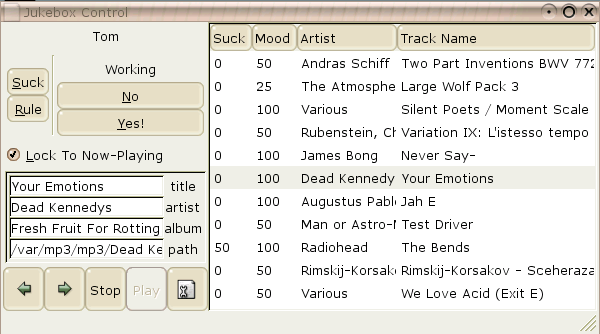 Jukebox Control
Tom
Working
Suck
Rule
No
Yes!
Lock To Now-Playing
Your Emotions title
Dead Kennedys artist
Fresh Fruit For Rotting album
/var/mp3/mp3/Dead Ke path
Stop Play
Suck Mood Artist Track Name
0 50 Andras Schiff Two Part Inventions BWV 772
0 25 The Atmosphe Large Wolf Pack 3
0 100 Various Silent Poets / Moment Scale
0 50 Rubenstein, Ch Variation IX: L'istesso tempo
0 100 James Bong Never Say-
0 100 Dead Kennedy Your Emotions
0 100 Augustus Pabl Jah E
0 50 Man or Astro-M Test Driver
50 100 Radiohead The Bends
0 50 Rimskij-Korsako Rimskij-Korsakov - Sceheraza
0 50 Various We Love Acid (Exit E)